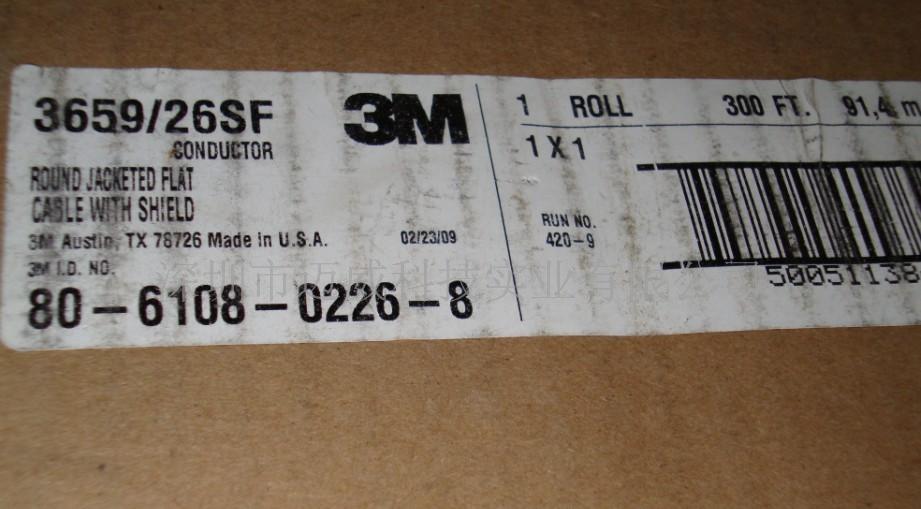 3659/26SF
CONDUCTOR
3M
ROUND JACKETED FLAT
CABLE WITH SHIELD
3M Austin, TX 78726 Made in U.S.A. 02/23/09
3M I.D. NO.
80-6108-0226-8
1 ROLL 300 FT. 91,4 m
1X1
RUN NO.
420-9
50051138
深圳市迈威科技实业有限